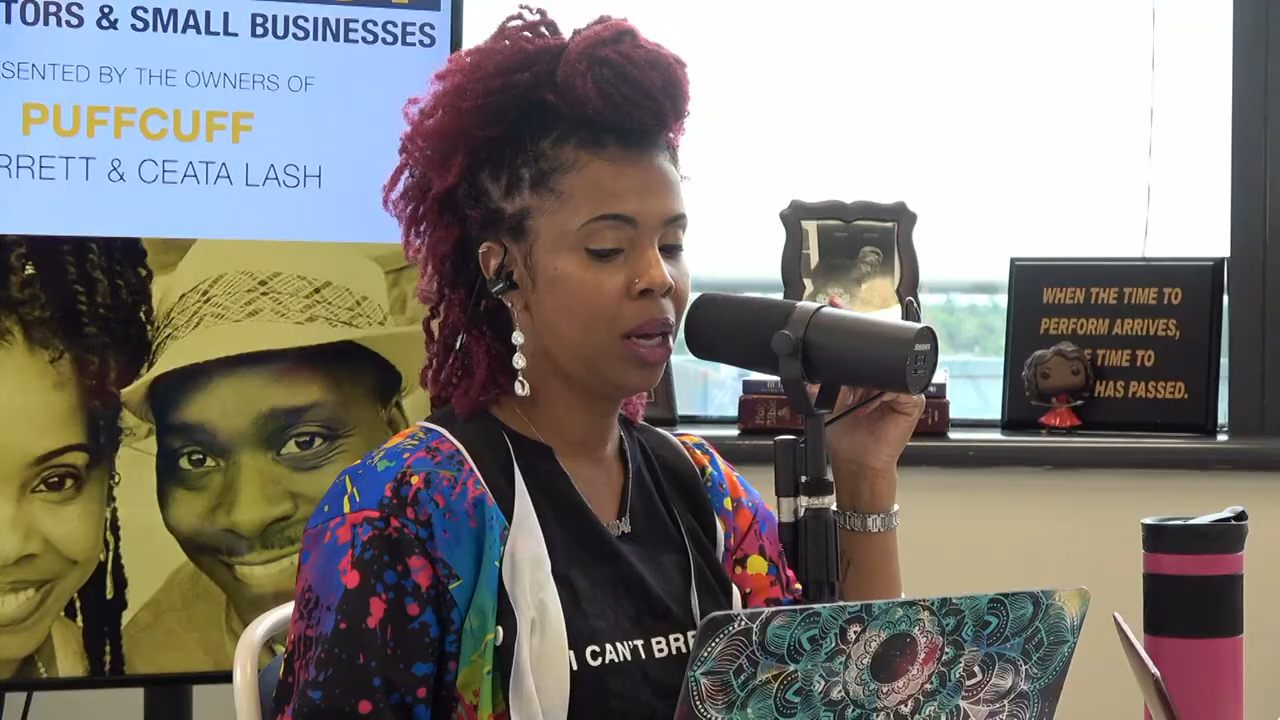 TORS & SMALL BUSINESSES
SENTED BY THE OWNERS OF
PUFFCUFF
RRETT & CEATA LASH
WHEN THE TIME TO
PERFORM ARRIVES,
TIME TO
HAS PASSED.
I CAN'T BRE